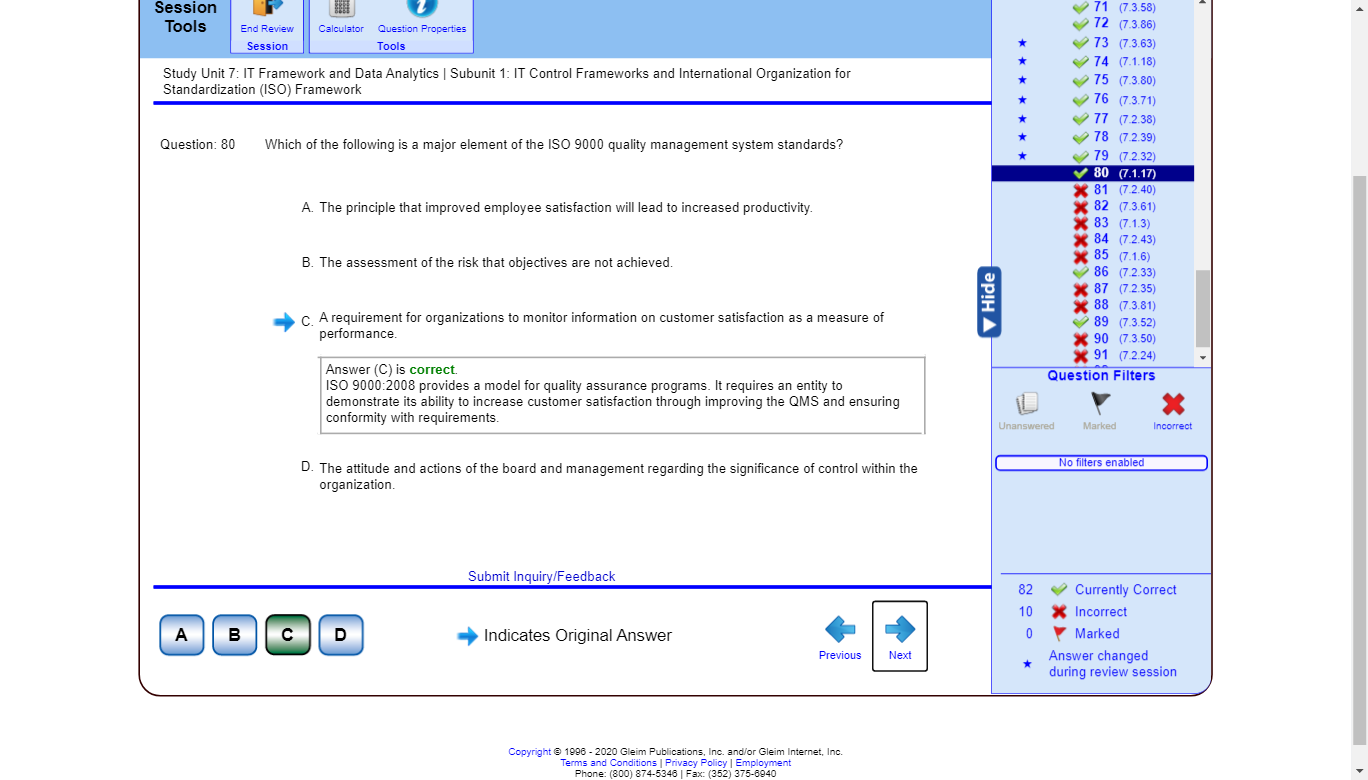 Session
Tools
End Review
Session
Calculator
Question Properties
Tools
Study Unit 7: IT Framework and Data Analytics | Subunit 1: IT Control Frameworks and International Organization for
Standardization (ISO) Framework
Question: 80
Which of the following is a major element of the ISO 9000 quality management system standards?
A. The principle that improved employee satisfaction will lead to increased productivity.
B. The assessment of the risk that objectives are not achieved.
C. A requirement for organizations to monitor information on customer satisfaction as a measure of
performance.
Answer (C) is correct.
ISO 9000:2008 provides a model for quality assurance programs. It requires an entity to
demonstrate its ability to increase customer satisfaction through improving the QMS and ensuring
conformity with requirements.
D. The attitude and actions of the board and management regarding the significance of control within the
organization.
Submit Inquiry/Feedback
A
B
C
D
Indicates Original Answer
Previous
Next
Hide
71 (7.3.58)
72 (7.3.86)
73 (7.3.63)
74 (7.1.18)
75 (7.3.80)
76 (7.3.71)
77 (7.2.38)
78 (7.2.39)
79 (7.2.32)
80 (7.1.17)
81 (7.2.40)
82 (7.3.61)
83 (7.1.3)
84 (7.2.43)
85 (7.1.6)
86 (7.2.33)
87 (7.2.35)
88 (7.3.81)
89 (7.3.52)
90 (7.3.50)
91 (7.2.24)
Question Filters
Unanswered
Marked
Incorrect
No filters enabled
82 Currently Correct
10 Incorrect
0 Marked
Answer changed
during review session
Copyright © 1996 - 2020 Gleim Publications, Inc. and/or Gleim Internet, Inc.
Terms and Conditions | Privacy Policy | Employment
Phone: (800) 874-5346 | Fax: (352) 375-6940